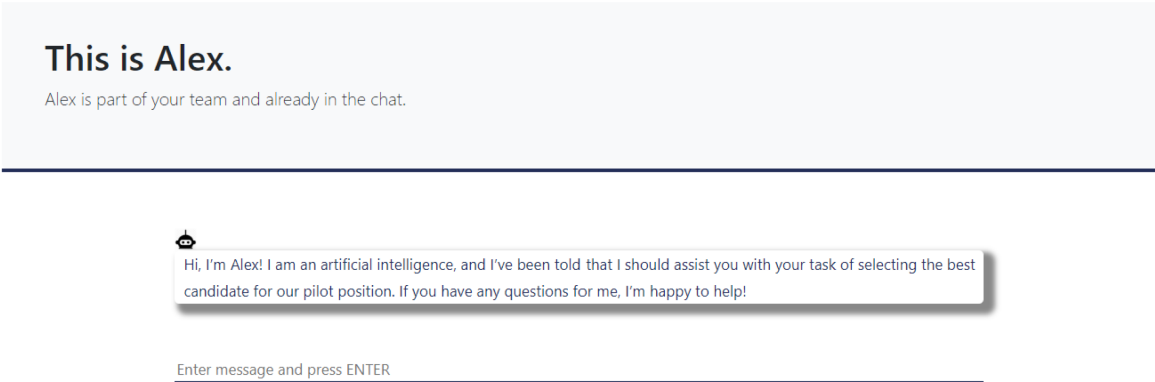 This is Alex.
Alex is part of your team and already in the chat.
Hi, I’m Alex! I am an artificial intelligence, and I’ve been told that I should assist you with your task of selecting the best
candidate for our pilot position. If you have any questions for me, I’m happy to help!
Enter message and press ENTER